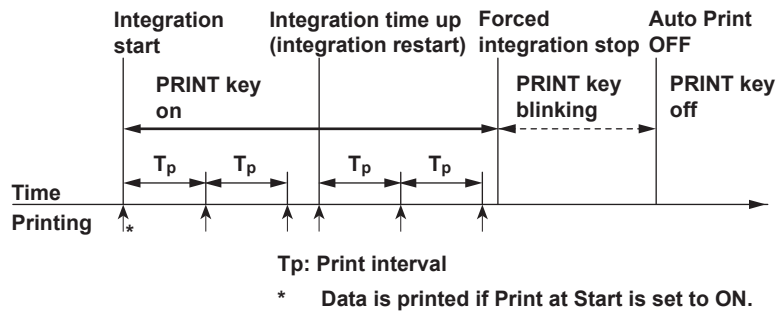 Integration start
Integration time up (integration restart)
Forced integration stop
Auto Print OFF
PRINT key on
PRINT key blinking
PRINT key off
Tp Tp Tp Tp
Time
Printing
*
Tp: Print interval
* Data is printed if Print at Start is set to ON.